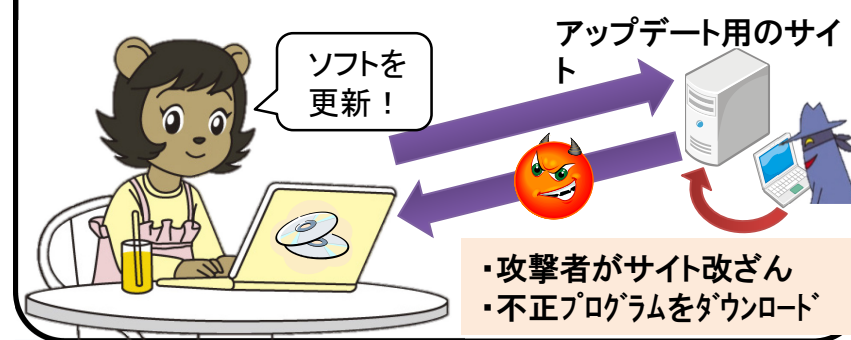 アップデート用のサイ
ト
ソフトを
更新！
・攻撃者がサイト改ざん
・不正ﾌﾟﾛｸﾞﾗﾑをﾀﾞｳﾝﾛｰﾄﾞ